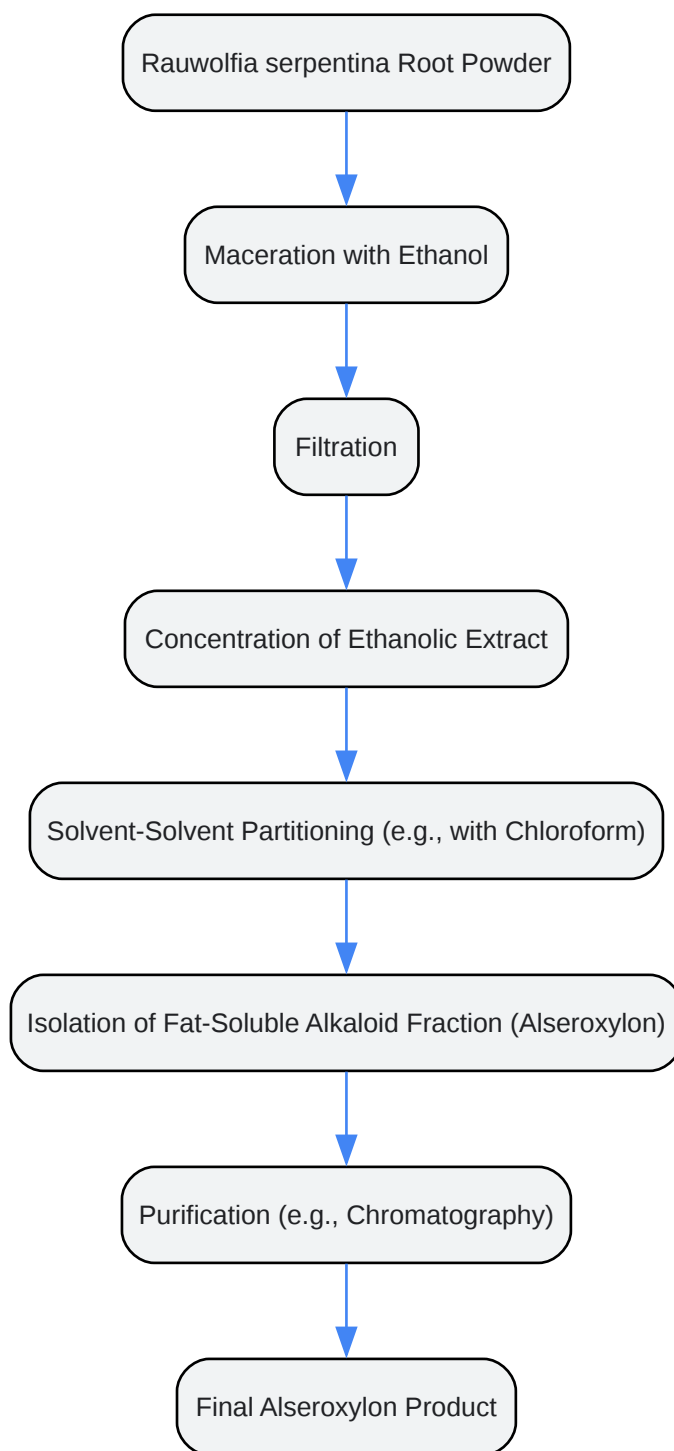 Rauwolfia serpentina Root Powder
Maceration with Ethanol
Filtration
Concentration of Ethanolic Extract
Solvent-Solvent Partitioning (e.g., with Chloroform)
Isolation of Fat-Soluble Alkaloid Fraction (Alseroxylon)
Purification (e.g., Chromatography)
Final Alseroxylon Product